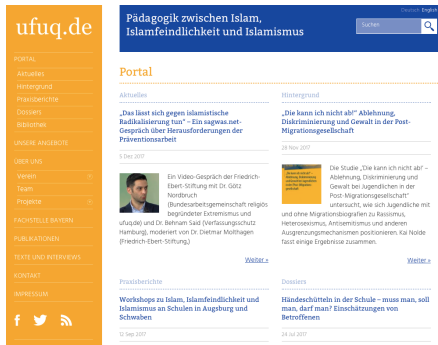 ufuq.de
PORTAL
Aktuelles
Hintergrund
Praxisberichte
Dossiers
Bibliothek
UNSERE ANGEBOTE
ÜBER UNS
Verein
Team
Projekte
FACHSTELLE BAYERN
PUBLIKATIONEN
TEXTE UND INTERVIEWS
KONTAKT
IMPRESSUM
Deutsch English
Pädagogik zwischen Islam,
Islamfeindlichkeit und Islamismus
Suchen
Portal
Aktuelles
„Das lässt sich gegen islamistische
Radikalisierung tun" – Ein sagwas.net-
Gespräch über Herausforderungen der
Präventionsarbeit
5 Dez 2017
Ein Video-Gespräch der Friedrich-
Ebert-Stiftung mit Dr. Götz
Nordbruch
(Bundesarbeitsgemeinschaft religiös
begründeter Extremismus und
ufuq.de) und Dr. Behnam Said (Verfassungsschutz
Hamburg), moderiert von Dr. Dietmar Molthagen
(Friedrich-Ebert-Stiftung.)
Weiter »
Hintergrund
„Die kann ich nicht ab!" Ablehnung,
Diskriminierung und Gewalt in der Post-
Migrationsgesellschaft
24 Nov 2017
Die Studie „Die kann ich nicht ab" –
Ablehnung, Diskriminierung und
Gewalt bei Jugendlichen in der
Post-Migrationsgesellschaft"
untersucht, wie sich Jugendliche mit
und ohne Migrationsbiografien zu Rassismus,
Heterosexismus, Antisemitismus und anderen
Ausgrenzungsmechanismen positionieren. Kai Nolde
fasst einige Ergebnisse zusammen.
Weiter »
Praxisberichte
Workshops zu Islam, Islamfeindlichkeit und
Islamismus an Schulen in Augsburg und
Schwaben
12 Sep 2017
Dossiers
Händeschütteln in der Schule – muss man, soll
man, darf man? Einschätzungen von
Betroffenen
24 Jul 2017